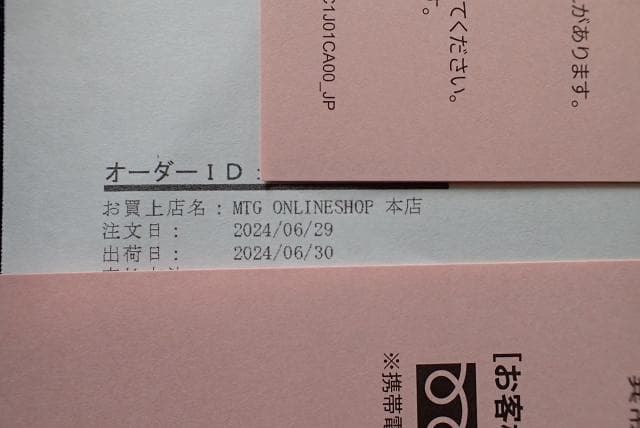 オーダーＩＤ：
お買上店名：MTG ONLINESHOP 本店
注文日： 2024/06/29
出荷日： 2024/06/30
があります。
てください。
す。
C1J01CA00_JP
[お客
※携帯電